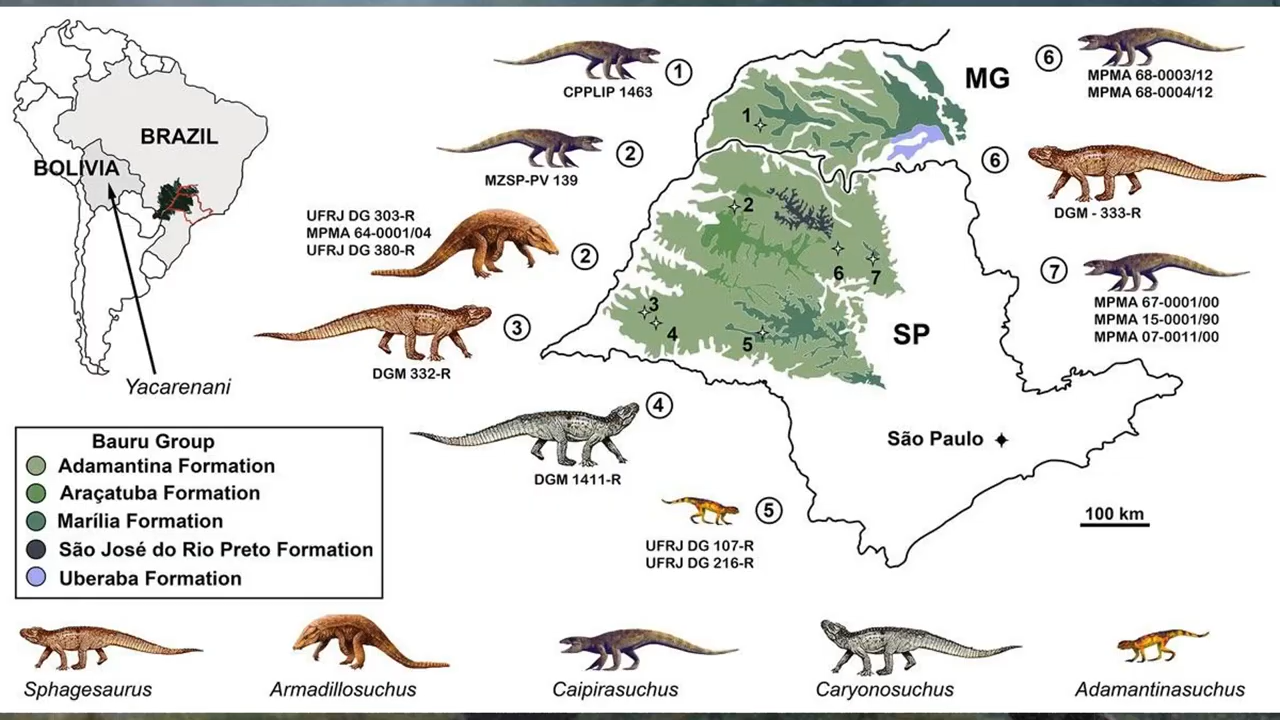 BRAZIL
BOLIVIA
Yacarenani
1
CPPLIP 1463
2
MZSP-PV 139
UFRJ DG 303-R
MPMA 64-0001/04
UFRJ DG 380-R
2
3
DGM 332-R
4
DGM 1411-R
5
UFRJ DG 107-R
UFRJ DG 216-R
MG
1
2
6
7
3
4
5
SP
São Paulo
100 km
6
MPMA 68-0003/12
MPMA 68-0004/12
6
DGM - 333-R
7
MPMA 67-0001/00
MPMA 15-0001/90
MPMA 07-0011/00
Bauru Group
Adamantina Formation
Araçatuba Formation
Marília Formation
São José do Rio Preto Formation
Uberaba Formation
Sphagesaurus
Armadillosuchus
Caipirasuchus
Caryonosuchus
Adamantinasuchus